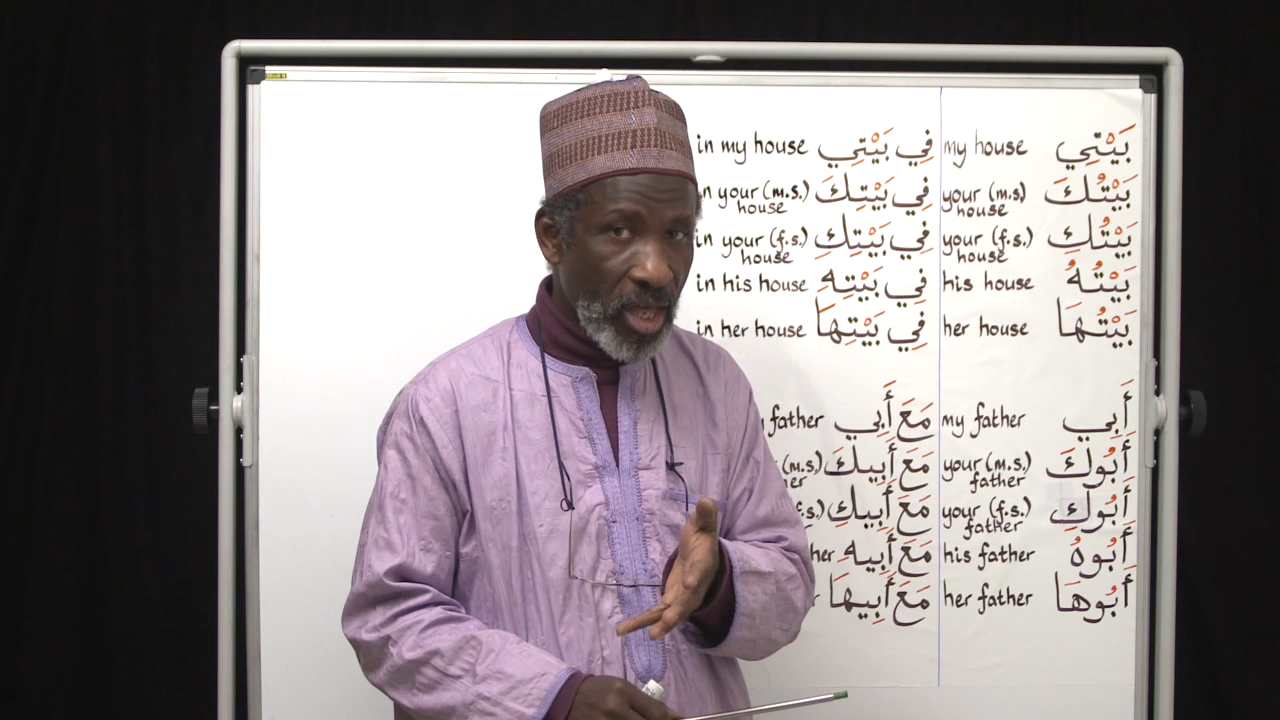 in my house فِي بَيْتِي my house بَيْتِي
in your (m.s.) house فِي بَيْتِكَ your (m.s.) house بَيْتُكَ
in your (f.s.) house فِي بَيْتِكِ your (f.s.) house بَيْتُكِ
in his house فِي بَيْتِهِ his house بَيْتُهُ
in her house فِي بَيْتِهَا her house بَيْتُهَا
father مَعَ أَبِي my father أَبِي
(m.s.) مَعَ أَبِيكَ your (m.s.) father أَبُوكَ
(f.s.) مَعَ أَبِيكِ your (f.s.) father أَبُوكِ
مَعَ أَبِيهِ his father أَبُوهُ
مَعَ أَبِيهَا her father أَبُوهَا